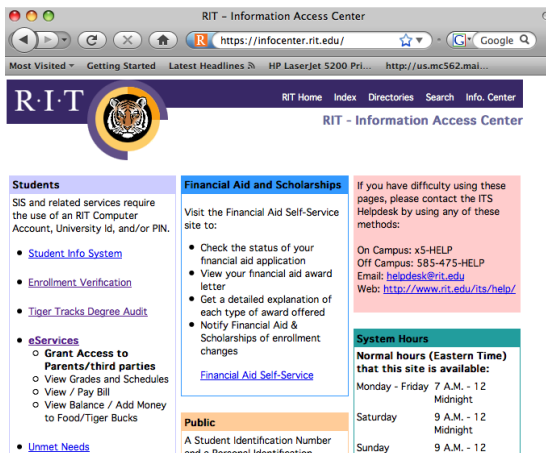 RIT - Information Access Center
https://infocenter.rit.edu/
Google
Most Visited Getting Started Latest Headlines HP LaserJet 5200 Pri... http://us.mc562.mai...
R·I·T
RIT Home Index Directories Search Info. Center
RIT - Information Access Center
Students
SIS and related services require
the use of an RIT Computer
Account, University Id, and/or PIN.
Student Info System
Enrollment Verification
Tiger Tracks Degree Audit
eServices
Grant Access to
Parents/third parties
View Grades and Schedules
View / Pay Bill
View Balance / Add Money
to Food/Tiger Bucks
Unmet Needs
Financial Aid and Scholarships
Visit the Financial Aid Self-Service
site to:
Check the status of your
financial aid application
View your financial aid award
letter
Get a detailed explanation of
each type of award offered
Notify Financial Aid &
Scholarships of enrollment
changes
Financial Aid Self-Service
Public
A Student Identification Number
and a Personal Identification
If you have difficulty using these
pages, please contact the ITS
Helpdesk by using any of these
methods:
On Campus: x5-HELP
Off Campus: 585-475-HELP
Email: helpdesk@rit.edu
Web: http://www.rit.edu/its/help/
System Hours
Normal hours (Eastern Time)
that this site is available:
Monday - Friday 7 A.M. - 12
Midnight
Saturday 9 A.M. - 12
Midnight
Sunday 9 A.M. - 12